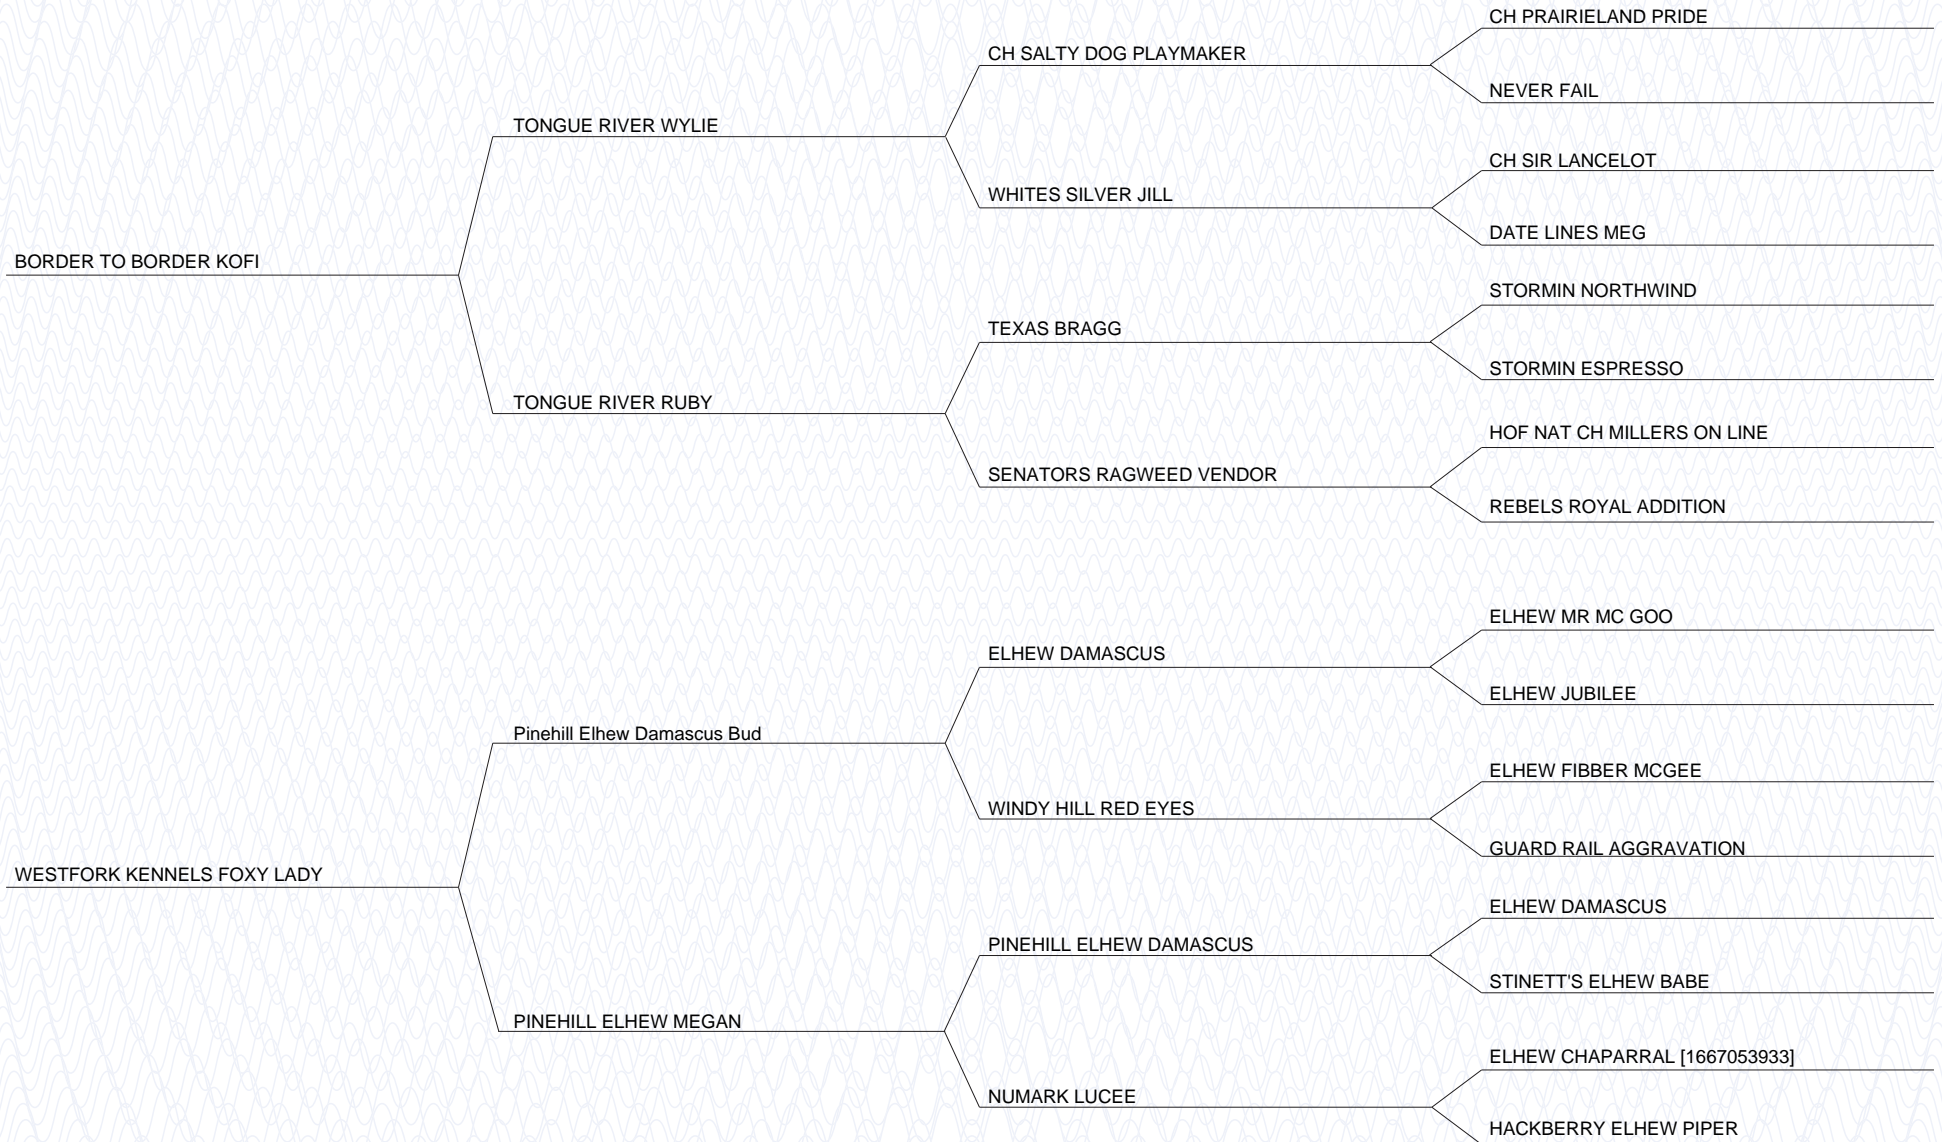 BORDER TO BORDER KOFI
TONGUE RIVER WYLIE
CH SALTY DOG PLAYMAKER
CH PRAIRIELAND PRIDE
NEVER FAIL
WHITES SILVER JILL
CH SIR LANCELOT
DATE LINES MEG
TONGUE RIVER RUBY
TEXAS BRAGG
STORMIN NORTHWIND
STORMIN ESPRESSO
SENATORS RAGWEED VENDOR
HOF NAT CH MILLERS ON LINE
REBELS ROYAL ADDITION
WESTFORK KENNELS FOXY LADY
Pinehill Elhew Damascus Bud
ELHEW DAMASCUS
ELHEW MR MC GOO
ELHEW JUBILEE
WINDY HILL RED EYES
ELHEW FIBBER MCGEE
GUARD RAIL AGGRAVATION
PINEHILL ELHEW MEGAN
PINEHILL ELHEW DAMASCUS
ELHEW DAMASCUS
STINETT'S ELHEW BABE
NUMARK LUCEE
ELHEW CHAPARRAL [1667053933]
HACKBERRY ELHEW PIPER